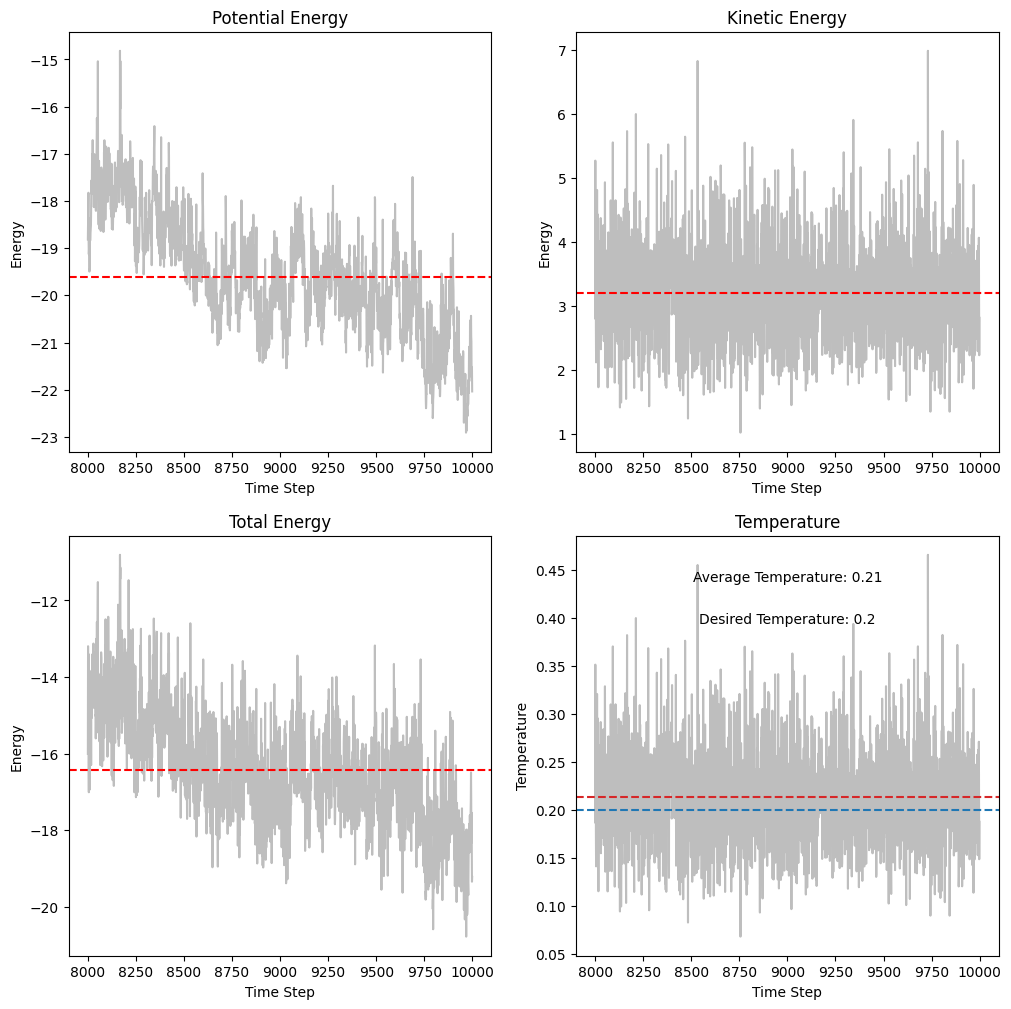 Potential Energy
Energy
−15
−16
−17
−18
−19
−20
−21
−22
−23
8000 8250 8500 8750 9000 9250 9500 9750 10000
Time Step
Kinetic Energy
Energy
7
6
5
4
3
2
1
8000 8250 8500 8750 9000 9250 9500 9750 10000
Time Step
Total Energy
Energy
−12
−14
−16
−18
−20
8000 8250 8500 8750 9000 9250 9500 9750 10000
Time Step
Temperature
Temperature
0.45
0.40
0.35
0.30
0.25
0.20
0.15
0.10
0.05
Average Temperature: 0.21
Desired Temperature: 0.2
8000 8250 8500 8750 9000 9250 9500 9750 10000
Time Step